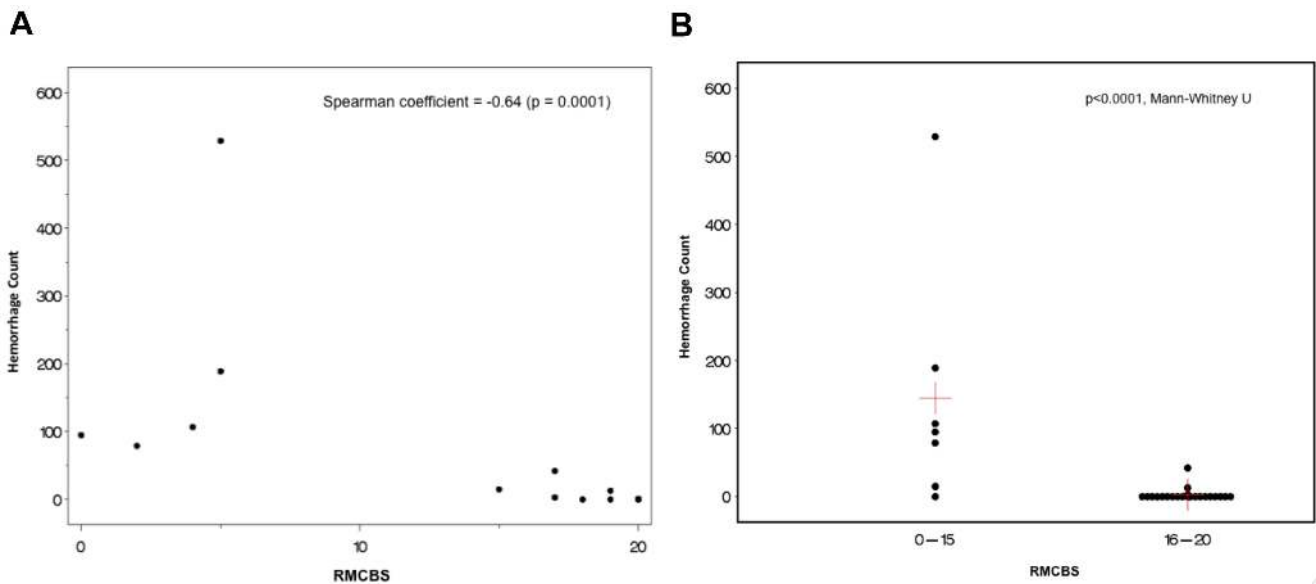 A
Spearman coefficient = -0.64 (p = 0.0001)
Hemorrhage Count
600
500
400
300
200
100
0
0
10
20
RMCBS
B
p<0.0001, Mann-Whitney U
Hemorrhage Count
600
500
400
300
200
100
0
0-15
16-20
RMCBS